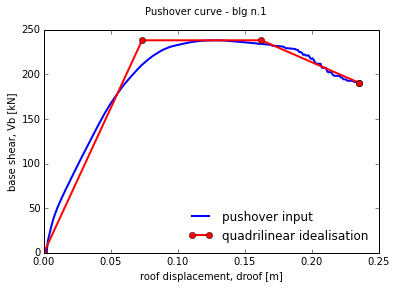 Pushover curve - blg n.1
250
200
150
100
50
0
base shear, Vb [kN]
pushover input
quadrilinear idealisation
0.00 0.05 0.10 0.15 0.20 0.25
roof displacement, droof [m]